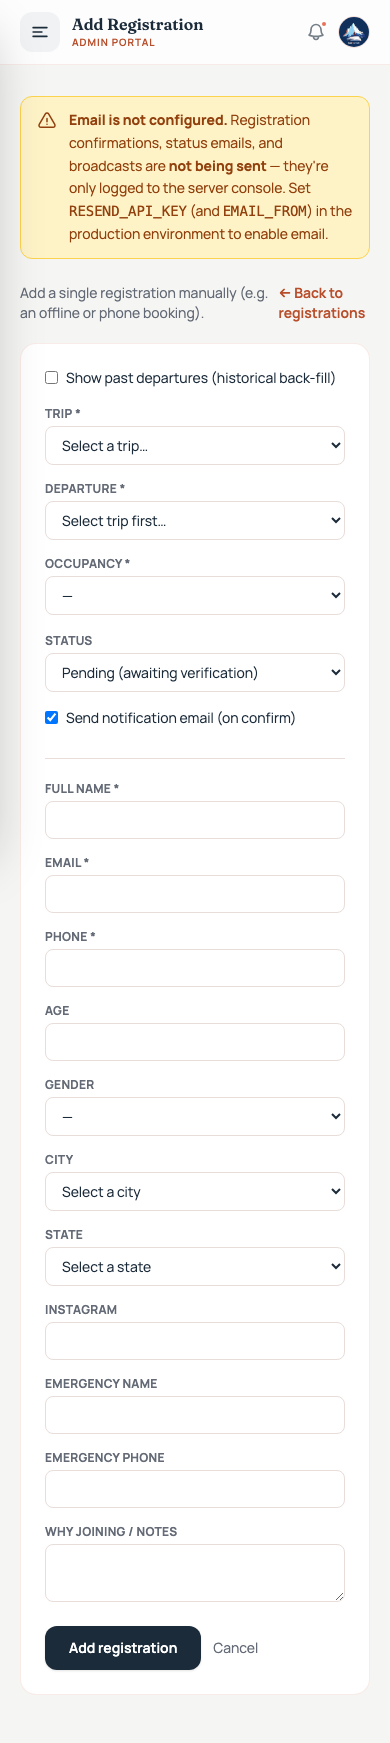 Add Registration
ADMIN PORTAL
Email is not configured. Registration
confirmations, status emails, and
broadcasts are not being sent — they're
only logged to the server console. Set
RESEND_API_KEY (and EMAIL_FROM) in the
production environment to enable email.
Add a single registration manually (e.g.
an offline or phone booking).
← Back to
registrations
Show past departures (historical back-fill)
TRIP *
Select a trip...
DEPARTURE *
Select trip first...
OCCUPANCY *
—
STATUS
Pending (awaiting verification)
Send notification email (on confirm)
FULL NAME *
EMAIL *
PHONE *
AGE
GENDER
—
CITY
Select a city
STATE
Select a state
INSTAGRAM
EMERGENCY NAME
EMERGENCY PHONE
WHY JOINING / NOTES
Add registration
Cancel